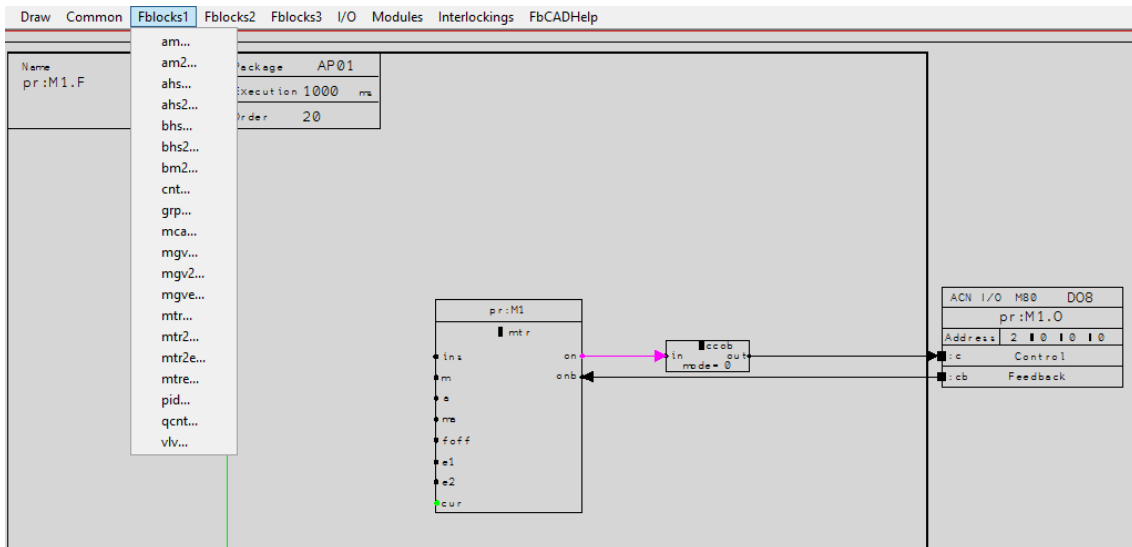 Draw Common Fblocks1 Fblocks2 Fblocks3 I/O Modules Interlockings FbCADHelp
am...
am2...
ahs...
ahs2...
bhs...
bhs2...
bm2...
cnt...
grp...
mca...
mgv...
mgv2...
mgve...
mtr...
mtr2...
mtr2e...
mtre...
pid...
qcnt...
vlv...
Name
pr:M1.F
Package AP01
Execution 1000 ms
Order 20
pr:M1
mtr
ins on
m onb
a
ma
foff
e1
e2
cur
ccob
in out
mode= 0
ACN I/O M80 DO8
pr:M1.O
Address 2 0 0 0
:c Control
:cb Feedback